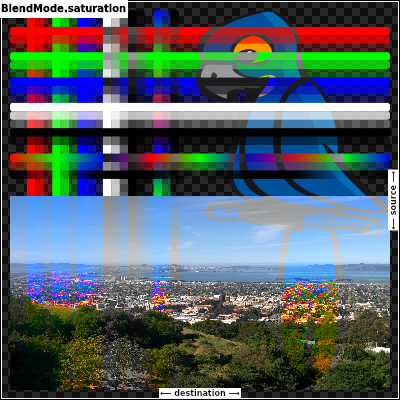 BlendMode.saturation
← source →
← destination →